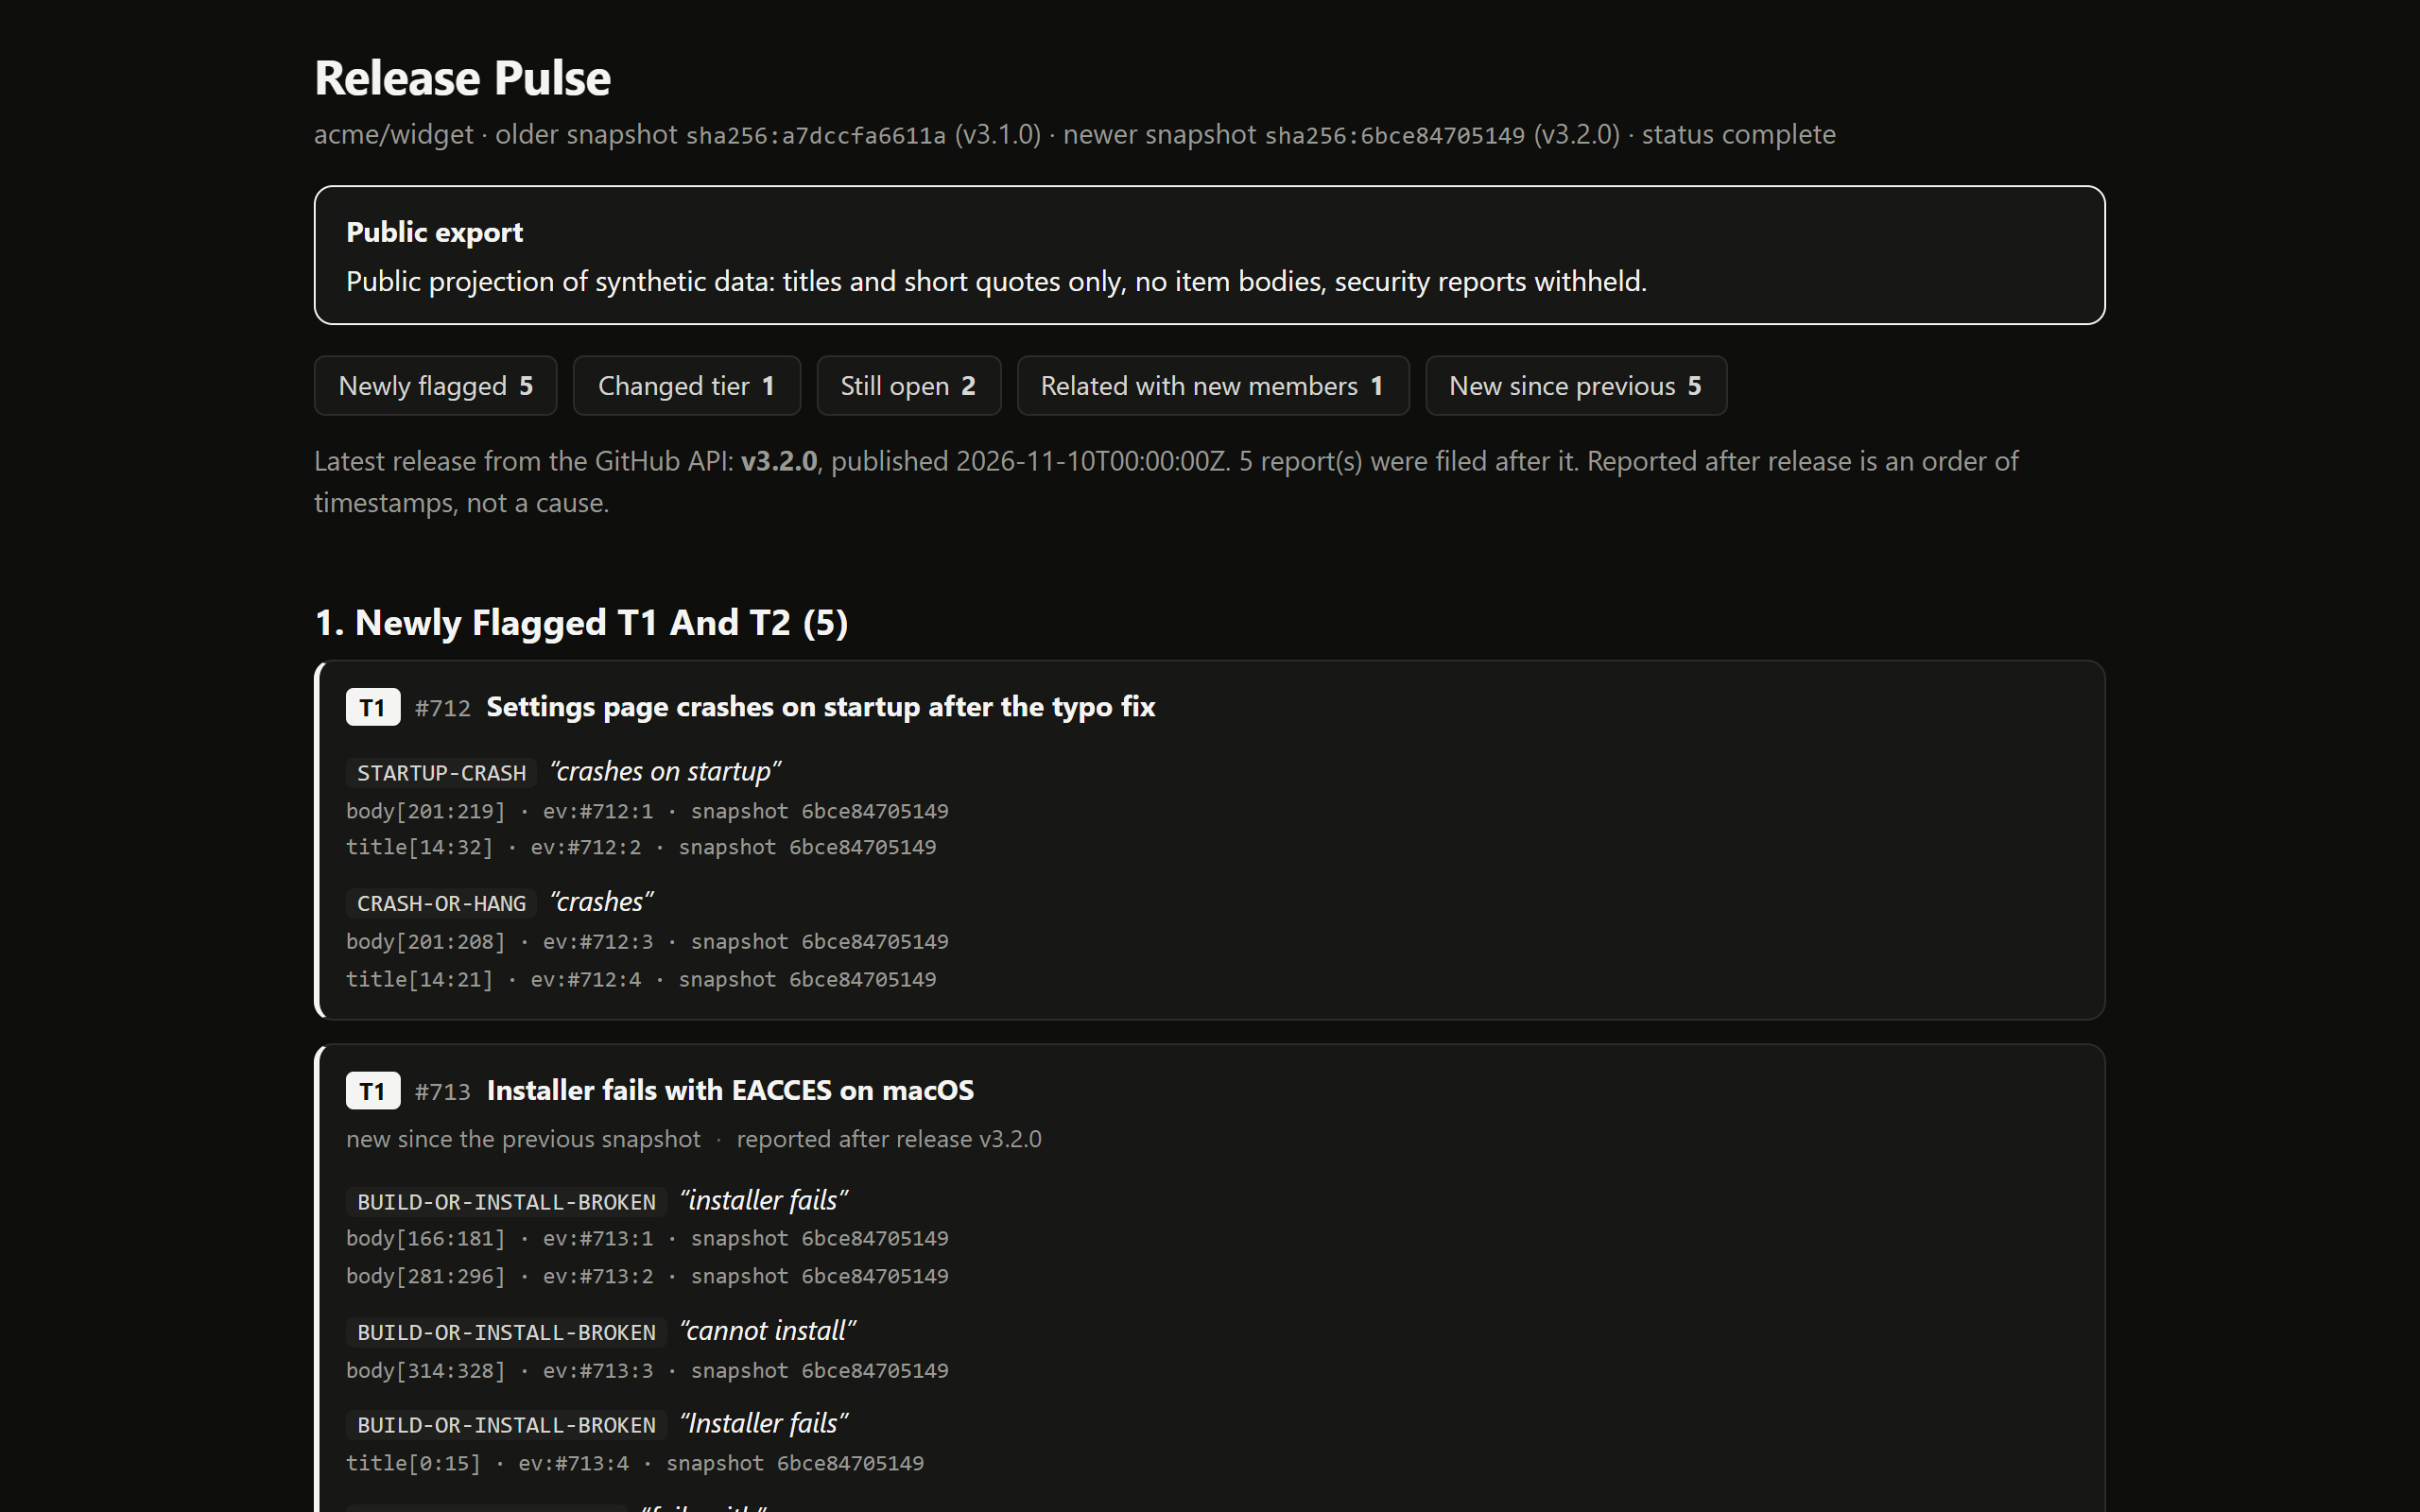 Release Pulse
acme/widget · older snapshot sha256:a7dccfa6611a (v3.1.0) · newer snapshot sha256:6bce84705149 (v3.2.0) · status complete
Public export
Public projection of synthetic data: titles and short quotes only, no item bodies, security reports withheld.
Newly flagged 5 Changed tier 1 Still open 2 Related with new members 1 New since previous 5
Latest release from the GitHub API: v3.2.0, published 2026-11-10T00:00:00Z. 5 report(s) were filed after it. Reported after release is an order of
timestamps, not a cause.
1. Newly Flagged T1 And T2 (5)
T1 #712 Settings page crashes on startup after the typo fix
STARTUP-CRASH “crashes on startup”
body[201:219] · ev:#712:1 · snapshot 6bce84705149
title[14:32] · ev:#712:2 · snapshot 6bce84705149
CRASH-OR-HANG “crashes”
body[201:208] · ev:#712:3 · snapshot 6bce84705149
title[14:21] · ev:#712:4 · snapshot 6bce84705149
T1 #713 Installer fails with EACCES on macOS
new since the previous snapshot · reported after release v3.2.0
BUILD-OR-INSTALL-BROKEN “installer fails”
body[166:181] · ev:#713:1 · snapshot 6bce84705149
body[281:296] · ev:#713:2 · snapshot 6bce84705149
BUILD-OR-INSTALL-BROKEN “cannot install”
body[314:328] · ev:#713:3 · snapshot 6bce84705149
BUILD-OR-INSTALL-BROKEN “Installer fails”
title[0:15] · ev:#713:4 · snapshot 6bce84705149